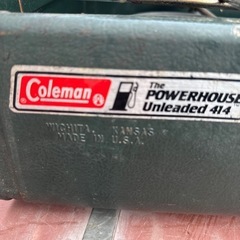 Coleman
The
POWERHOUSE
Unleaded 414
WICHITA, KANSAS
MADE IN U.S.A.